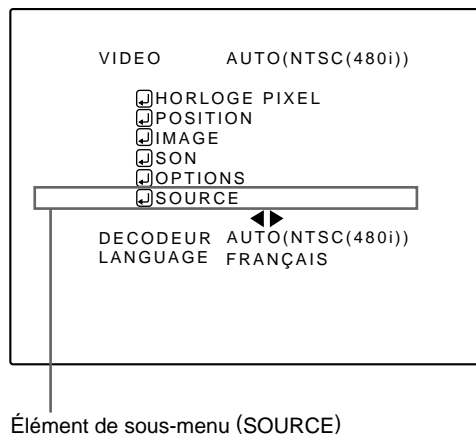 VIDEO AUTO(NTSC(480i))
HORLOGE PIXEL
POSITION
IMAGE
SON
OPTIONS
SOURCE
DECODEUR AUTO(NTSC(480i))
LANGUAGE FRANÇAIS
Élément de sous-menu (SOURCE)